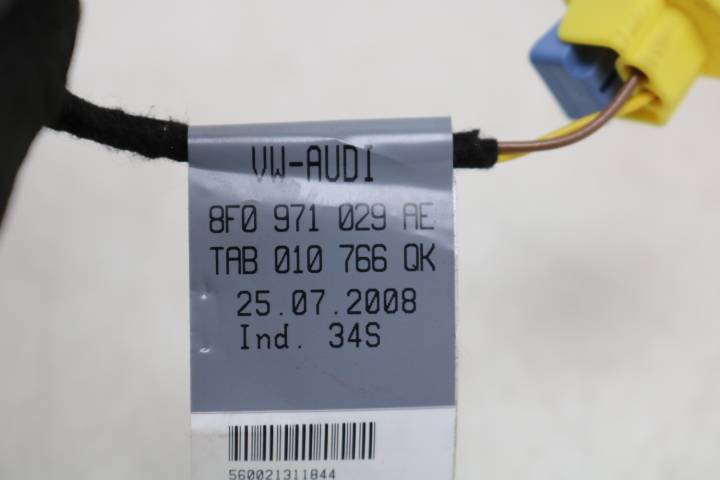 VW-AUDI
8F0 971 029 AE
TAB 010 766 QK
25.07.2008
Ind. 34S
560021311844